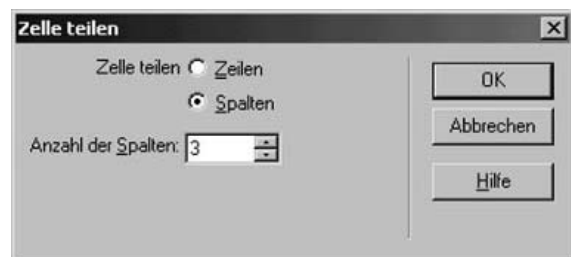 Zelle teilen
Zelle teilen Zeilen
Spalten
Anzahl der Spalten: 3
OK
Abbrechen
Hilfe